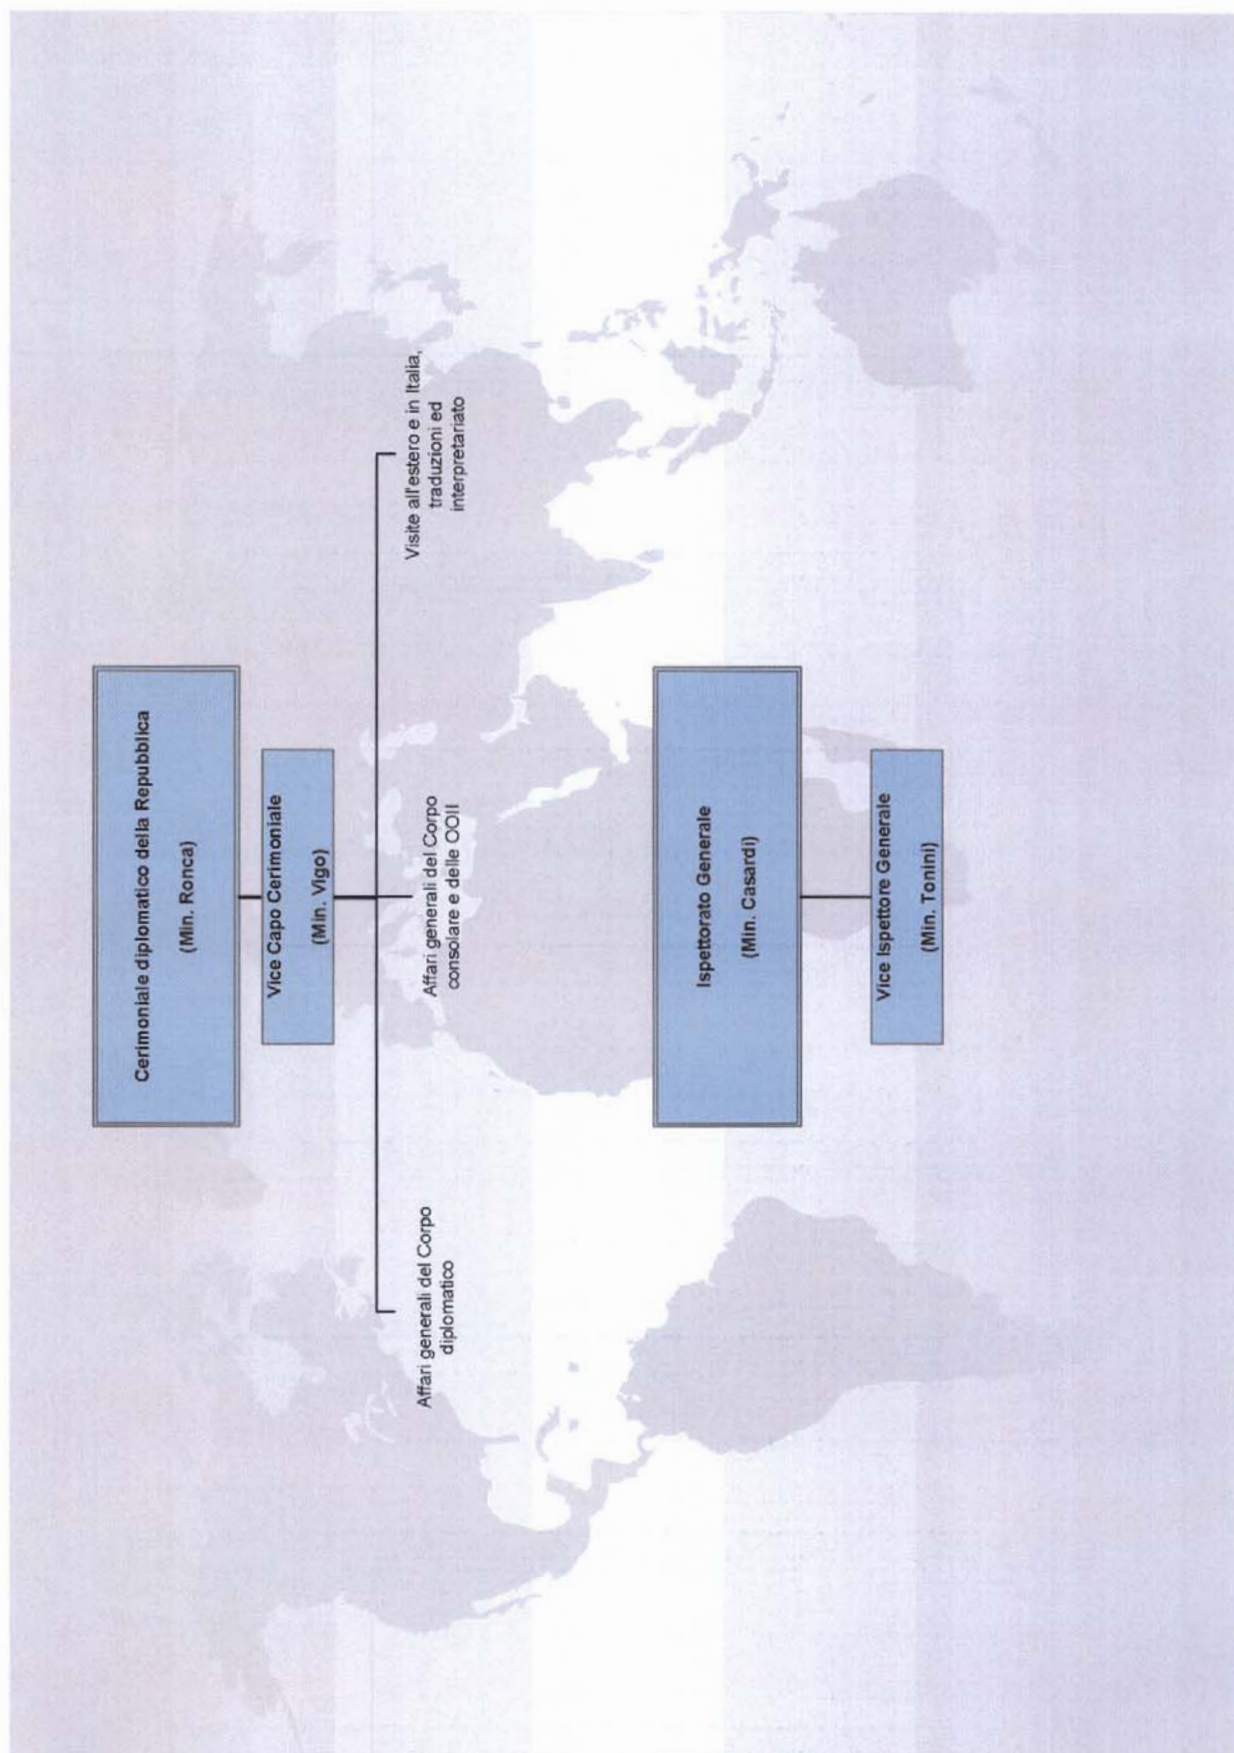 Cerimoniale diplomatico della Repubblica
(Min. Ronca)
Vice Capo Cerimoniale
(Min. Vigo)
Affari generali del Corpo
diplomatico
Affari generali del Corpo
consolare e delle OOII
Visite all'estero e in Italia,
traduzioni ed
interpretariato
Ispettorato Generale
(Min. Casardi)
Vice Ispettore Generale
(Min. Tonini)